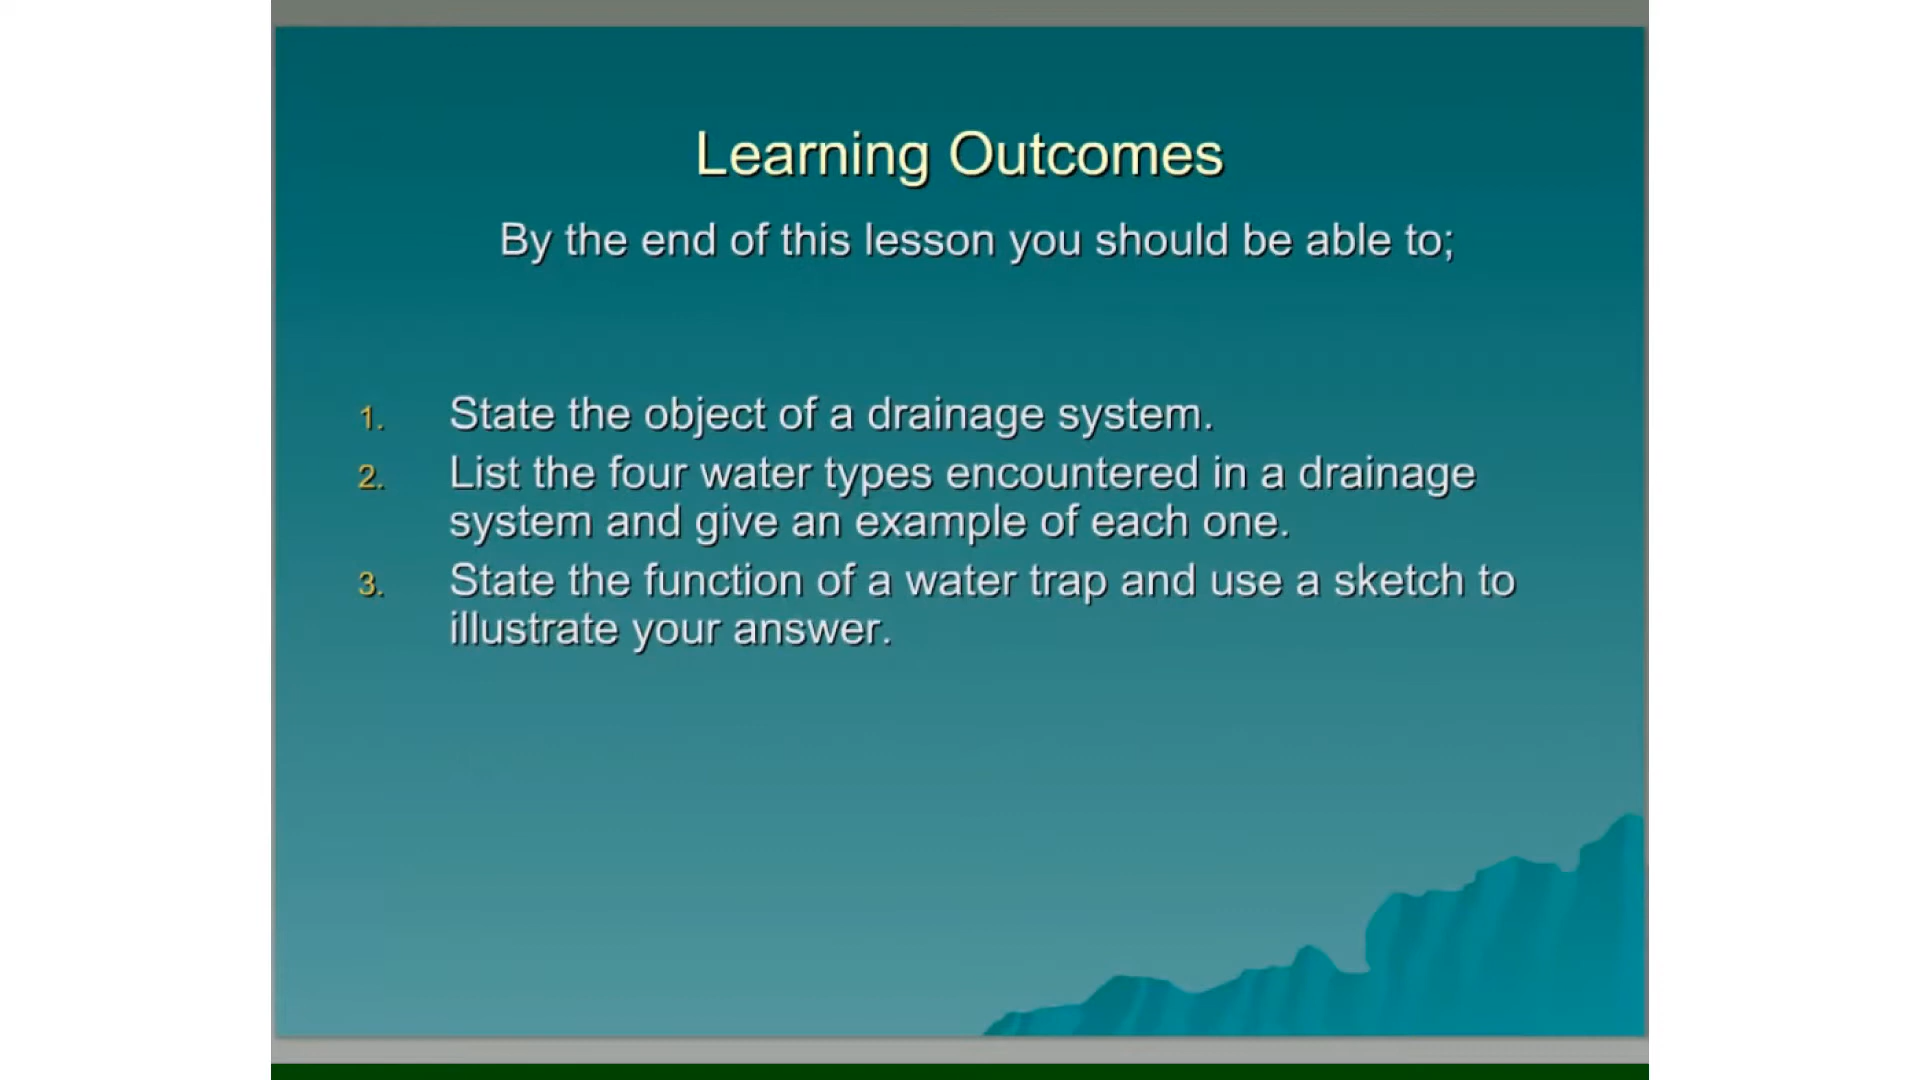 Learning Outcomes
By the end of this lesson you should be able to;
1. State the object of a drainage system.
2. List the four water types encountered in a drainage
system and give an example of each one.
3. State the function of a water trap and use a sketch to
illustrate your answer.